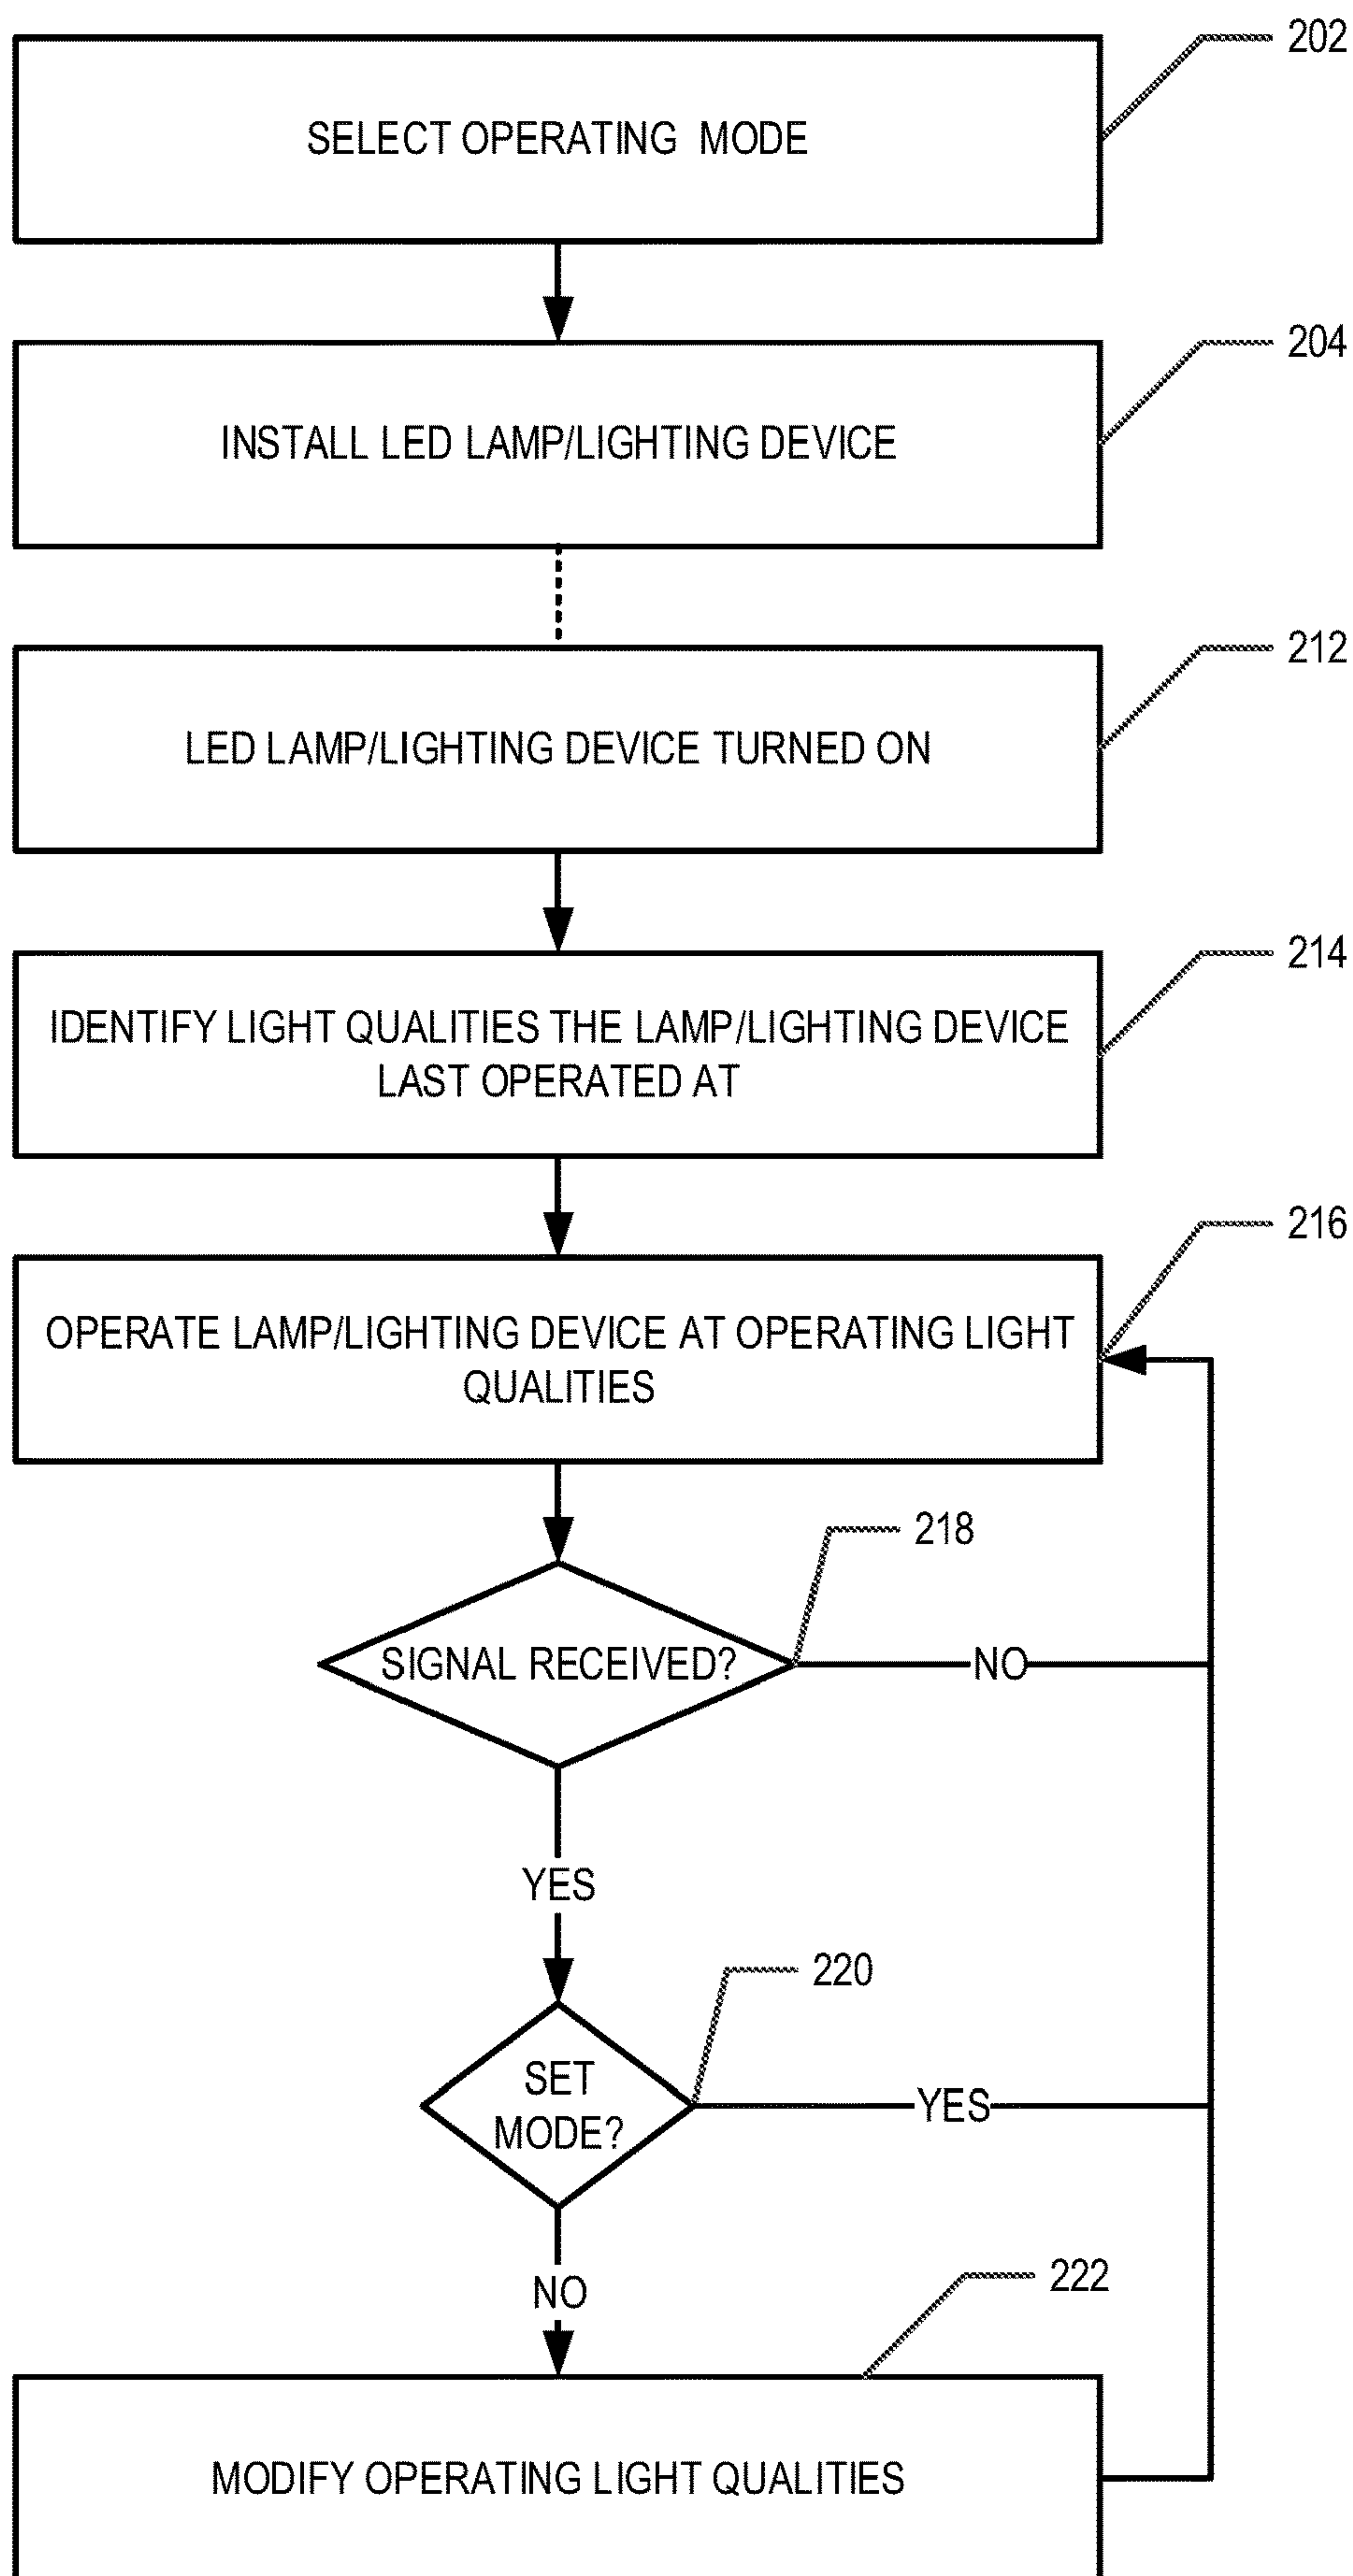 202
SELECT OPERATING MODE
204
INSTALL LED LAMP/LIGHTING DEVICE
212
LED LAMP/LIGHTING DEVICE TURNED ON
214
IDENTIFY LIGHT QUALITIES THE LAMP/LIGHTING DEVICE
LAST OPERATED AT
216
OPERATE LAMP/LIGHTING DEVICE AT OPERATING LIGHT
QUALITIES
218
SIGNAL RECEIVED?
NO
YES
220
SET
MODE?
YES
NO
222
MODIFY OPERATING LIGHT QUALITIES